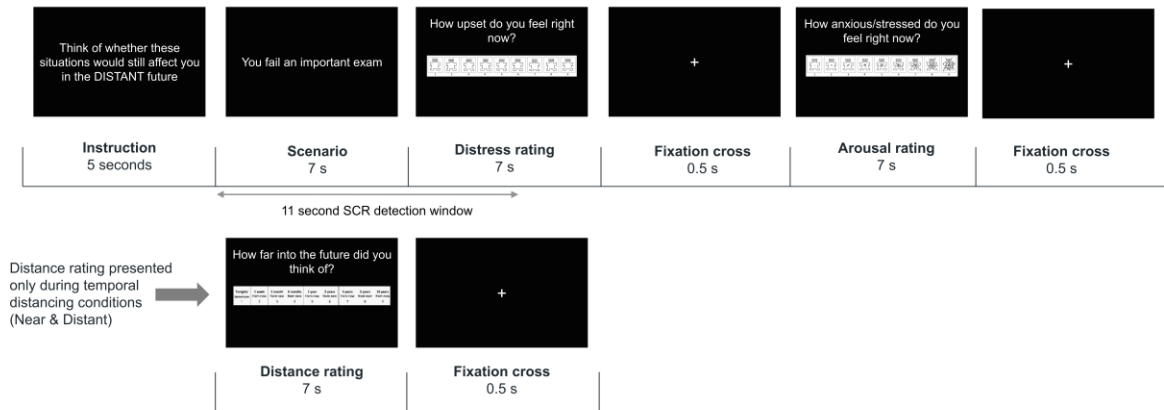 Think of whether these
situations would still affect you
in the DISTANT future
You fail an important exam
How upset do you feel right
now?
+
How anxious/stressed do you
feel right now?
+
Instruction
5 seconds
Scenario
7 s
Distress rating
7 s
Fixation cross
0.5 s
Arousal rating
7 s
Fixation cross
0.5 s
11 second SCR detection window
Distance rating presented
only during temporal
distancing conditions
(Near & Distant)
How far into the future did you
think of?
+
Distance rating
7 s
Fixation cross
0.5 s